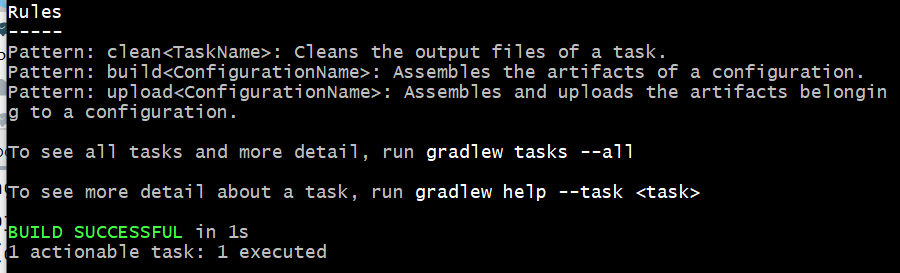 Rules
-----
Pattern: clean<TaskName>: Cleans the output files of a task.
Pattern: build<ConfigurationName>: Assembles the artifacts of a configuration.
Pattern: upload<ConfigurationName>: Assembles and uploads the artifacts belongin
g to a configuration.
To see all tasks and more detail, run gradlew tasks --all
To see more detail about a task, run gradlew help --task <task>
BUILD SUCCESSFUL in 1s
1 actionable task: 1 executed